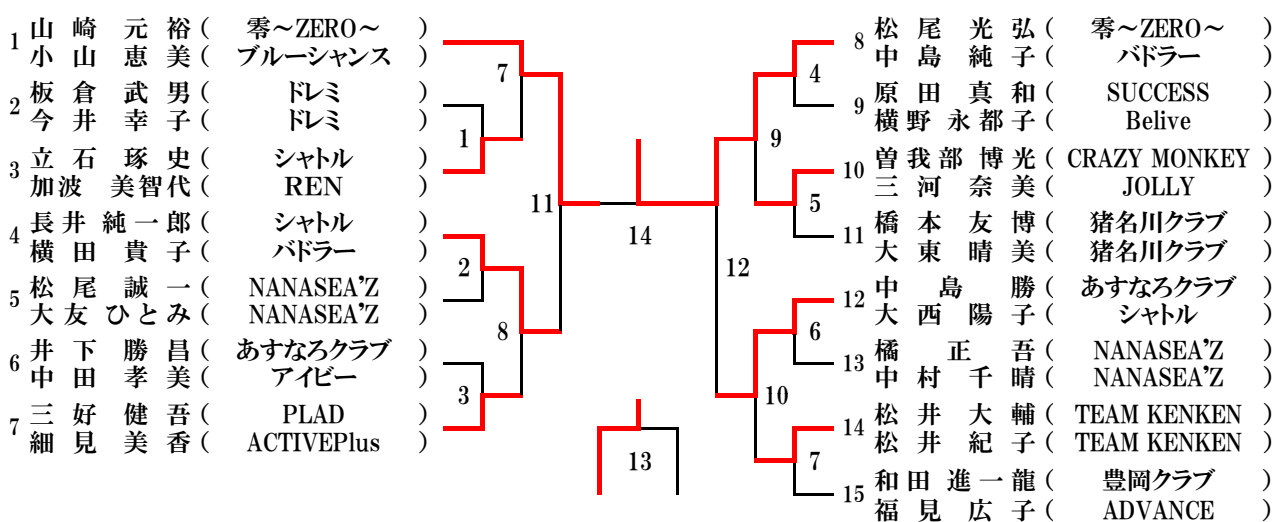 1 山崎 元裕 ( 零～ZERO～ )
小山 恵美 ( ブルーシャンス )
2 板倉 武男 ( ドレミ )
今井 幸子 ( ドレミ )
3 立石 琢史 ( シャトル )
加波 美智代 ( REN )
4 長井 純一郎 ( シャトル )
横田 貴子 ( バドラー )
5 松尾 誠一 ( NANASEA'Z )
大友 ひとみ ( NANASEA'Z )
6 井下 勝昌 ( あすなろクラブ )
中田 孝美 ( アイビー )
7 三好 健吾 ( PLAD )
細見 美香 ( ACTIVEPlus )
7
1
11
2
8
3
14
13
4
9
5
12
6
10
7
8 松尾 光弘 ( 零～ZERO～ )
中島 純子 ( バドラー )
9 原田 真和 ( SUCCESS )
横野 永都子 ( Belive )
10 曽我部 博光 ( CRAZY MONKEY )
三河 奈美 ( JOLLY )
11 橋本 友博 ( 猪名川クラブ )
大東 晴美 ( 猪名川クラブ )
12 中島 勝 ( あすなろクラブ )
大西 陽子 ( シャトル )
13 橘 正吾 ( NANASEA'Z )
中村 千晴 ( NANASEA'Z )
14 松井 大輔 ( TEAM KENKEN )
松井 紀子 ( TEAM KENKEN )
15 和田 進一龍 ( 豊岡クラブ )
福見 広子 ( ADVANCE )